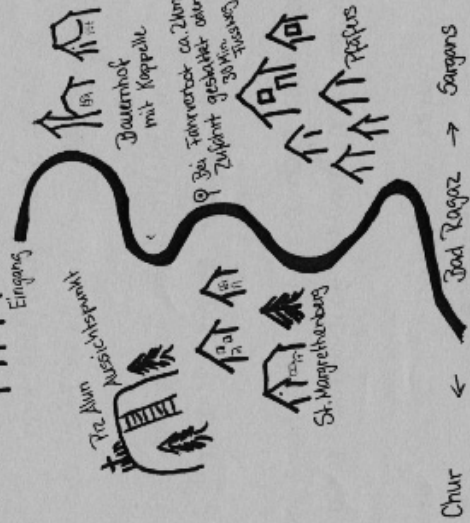 Eingang
Bauernhof
mit Kappelle
Bei Fahrverbot ca. 2km
Zufahrt gestattet oder
30 Min. Fussweg
Piz Alun
Aussichtspunkt
St. Margrethenberg
Pfäfers
Chur ← Bad Ragaz → Sargans